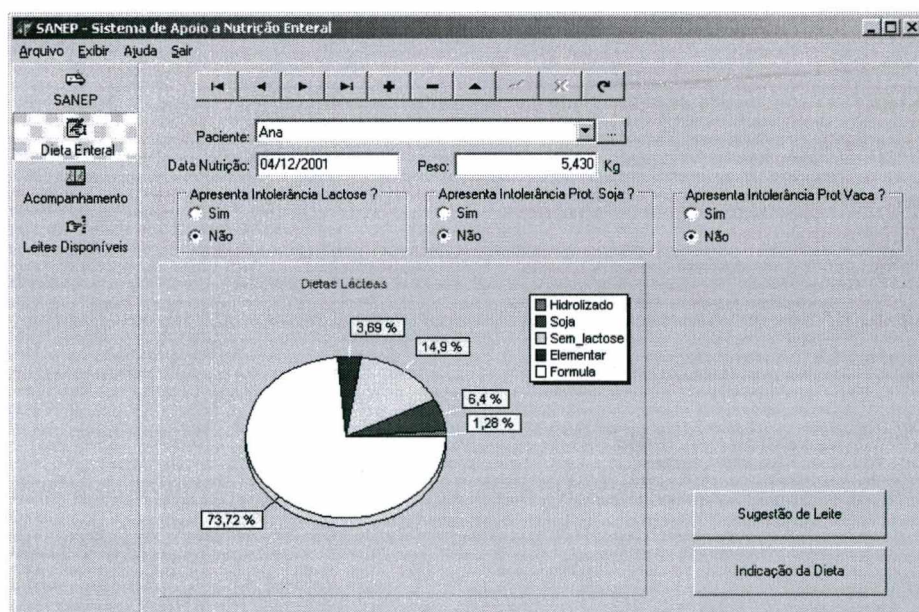 SANEP - Sistema de Apoio a Nutrição Enteral
Arquivo Exibir Ajuda Sair
SANEP
Dieta Enteral
Acompanhamento
Leites Disponíveis
Paciente: Ana ...
Data Nutrição: 04/12/2001 Peso: 5,430 Kg
Apresenta Intolerância Lactose ?
Sim
Não
Apresenta Intolerância Prot. Soja ?
Sim
Não
Apresenta Intolerância Prot Vaca ?
Sim
Não
Dietas Lácteas
Hidrolizado
Soja
Sem_lactose
Elementar
Formula
3,69 %
14,9 %
6,4 %
1,28 %
73,72 %
Sugestão de Leite
Indicação da Dieta